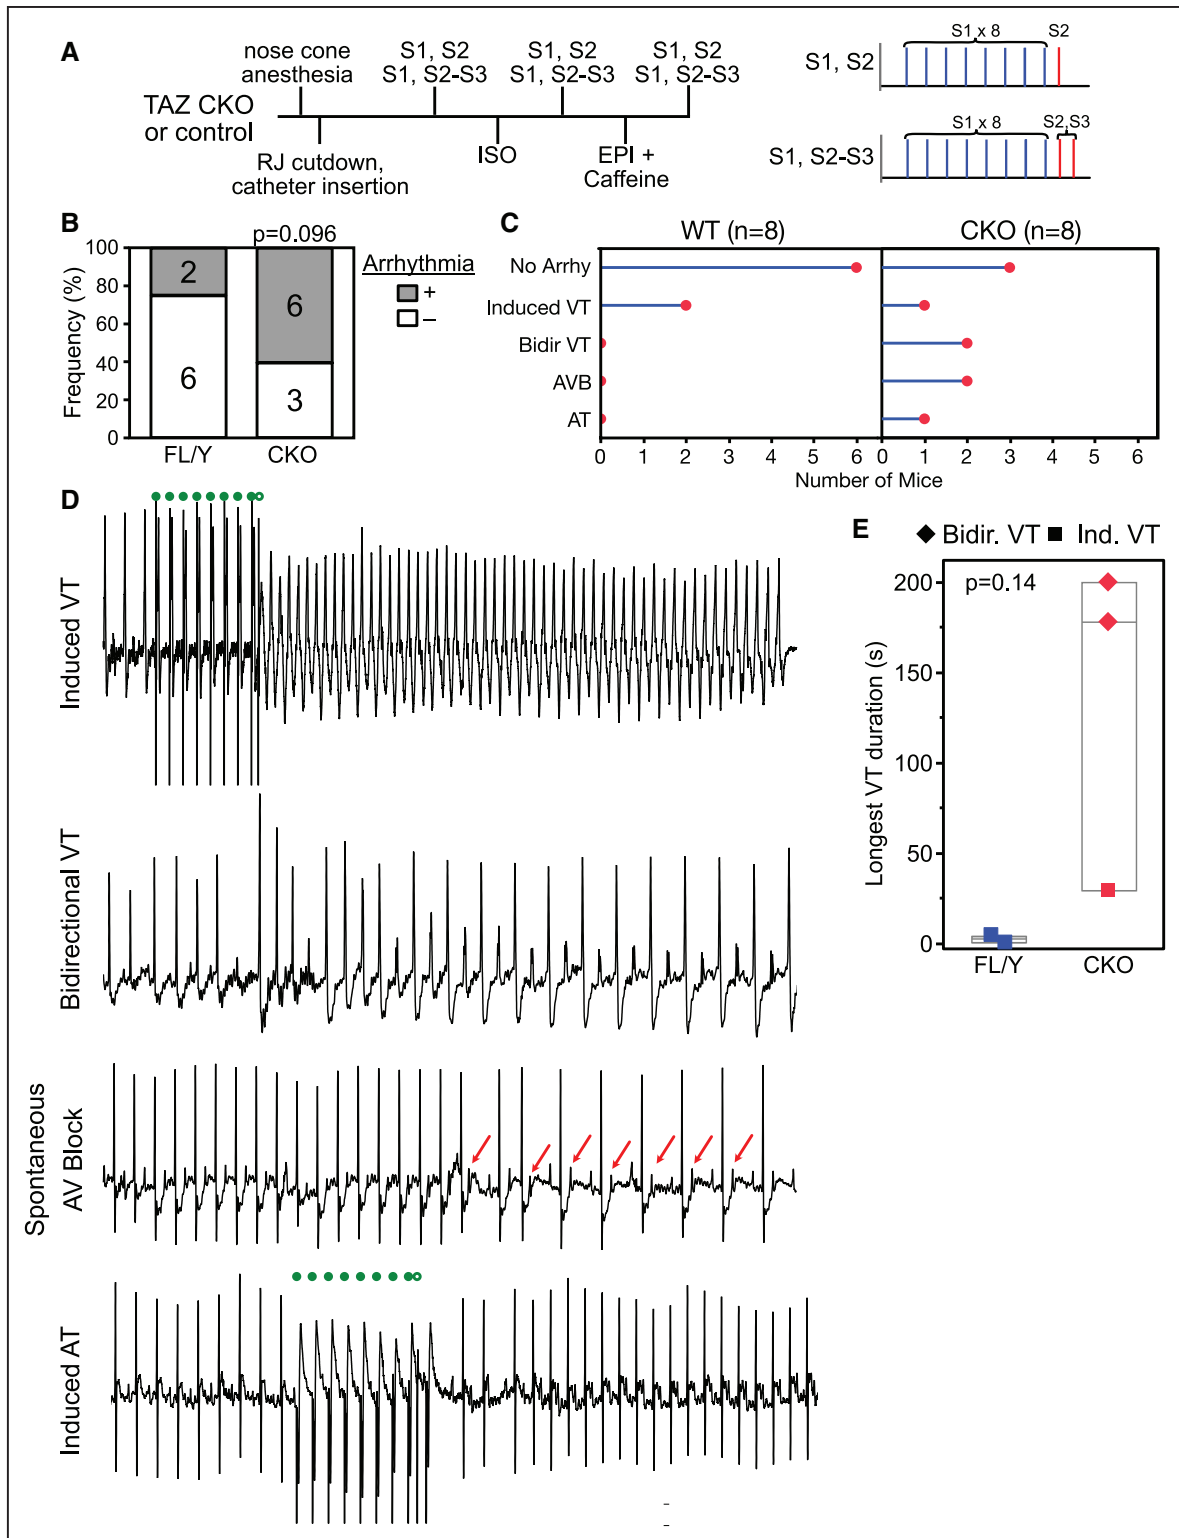 A
nose cone
anesthesia
S1, S2
S1, S2-S3
S1, S2
S1, S2-S3
S1, S2
S1, S2-S3
TAZ CKO
or control
RJ cutdown,
catheter insertion
ISO
EPI +
Caffeine
S1 x 8
S2
S1, S2
S1 x 8
S2,S3
S1, S2-S3
B
p=0.096
Frequency (%)
100
80
60
40
20
0
2
6
6
3
FL/Y
CKO
Arrhythmia
+
–
C
WT (n=8)
CKO (n=8)
No Arrhy
Induced VT
Bidir VT
AVB
AT
0 1 2 3 4 5 6
0 1 2 3 4 5 6
Number of Mice
D
Induced VT
Bidirectional VT
Spontaneous
AV Block
Induced AT
E
Bidir. VT
Ind. VT
p=0.14
Longest VT duration (s)
200
150
100
50
0
FL/Y
CKO